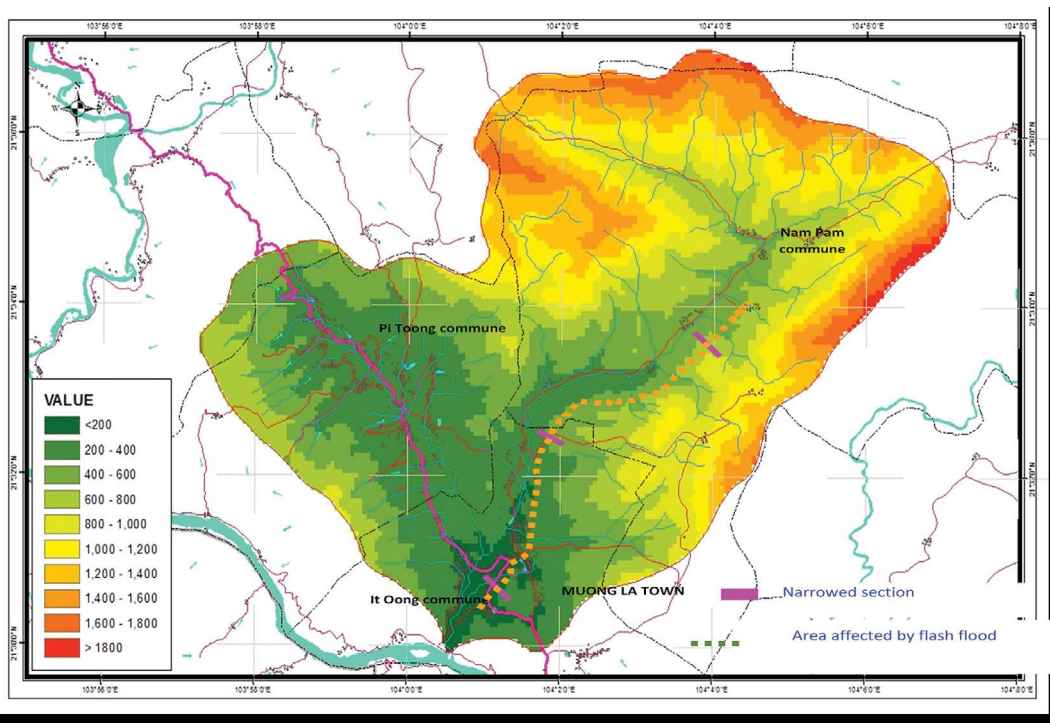 103°56'0"E 103°58'0"E 104°0'0"E 104°2'0"E 104°4'0"E 104°6'0"E 104°8'0"E
N
W E
S
Nam Pam
commune
Pi Toong commune
VALUE
<200
200 - 400
400 - 600
600 - 800
800 - 1,000
1,000 - 1,200
1,200 - 1,400
1,400 - 1,600
1,600 - 1,800
> 1800
It Oong commune
MUONG LA TOWN
Narrowed section
Area affected by flash flood
103°56'0"E 103°58'0"E 104°0'0"E 104°2'0"E 104°4'0"E 104°6'0"E 104°8'0"E